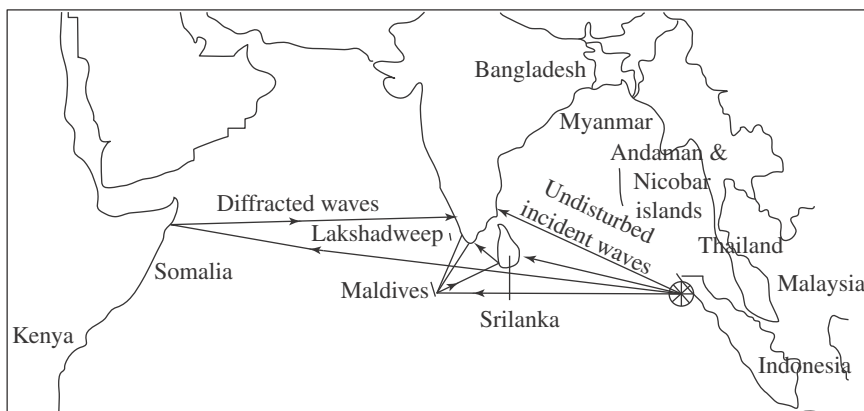 Bangladesh
Myanmar
Andaman &
Nicobar
islands
Undisturbed
incident waves
Diffracted waves
Lakshadweep
Thailand
Somalia
Maldives
Malaysia
Srilanka
Kenya
Indonesia